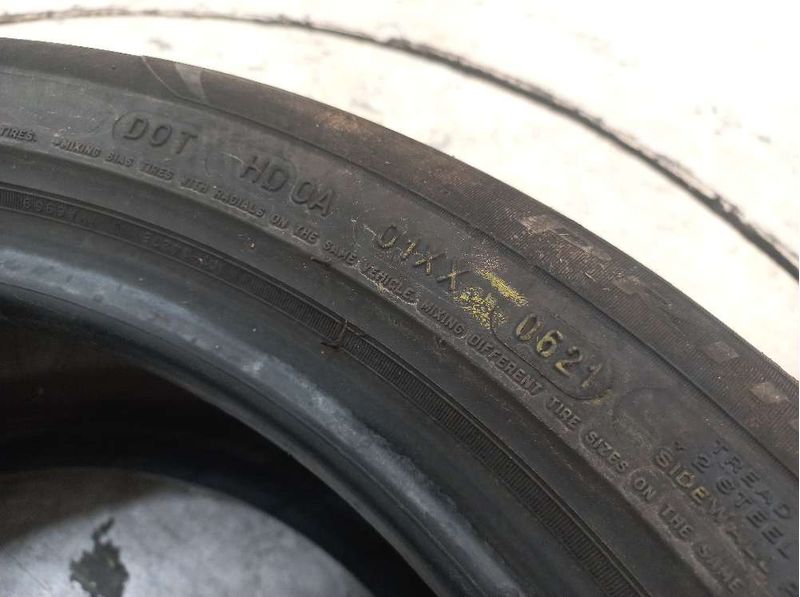 DOT HD0A 01XX 0621
TIRES. *MIXING BIAS TIRES WITH RADIALS ON THE SAME VEHICLE. MIXING DIFFERENT TIRE SIZES ON THE SAME
TREAD
2 STEEL
SIDEWALL